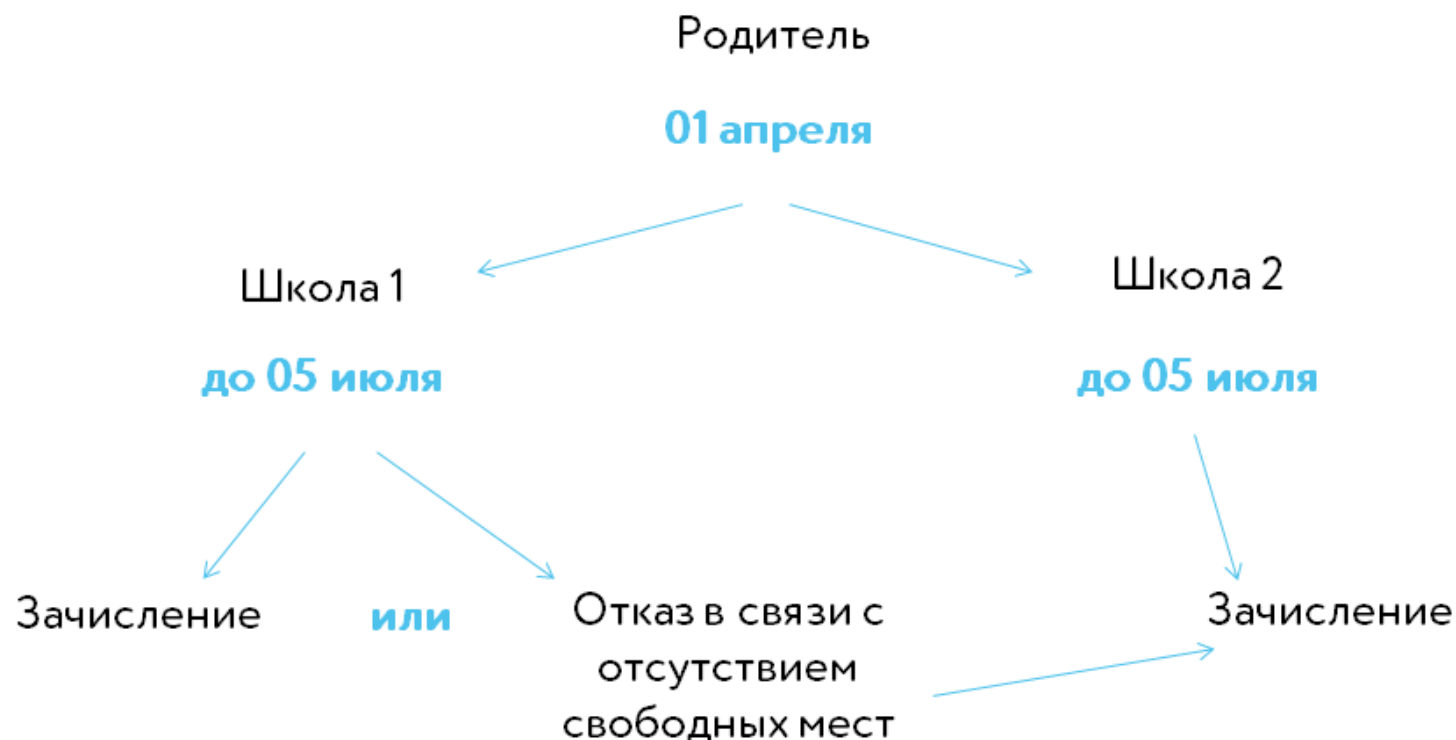 Родитель
01 апреля
Школа 1
Школа 2
до 05 июля
до 05 июля
Зачисление
или
Отказ в связи с
отсутствием
свободных мест
Зачисление